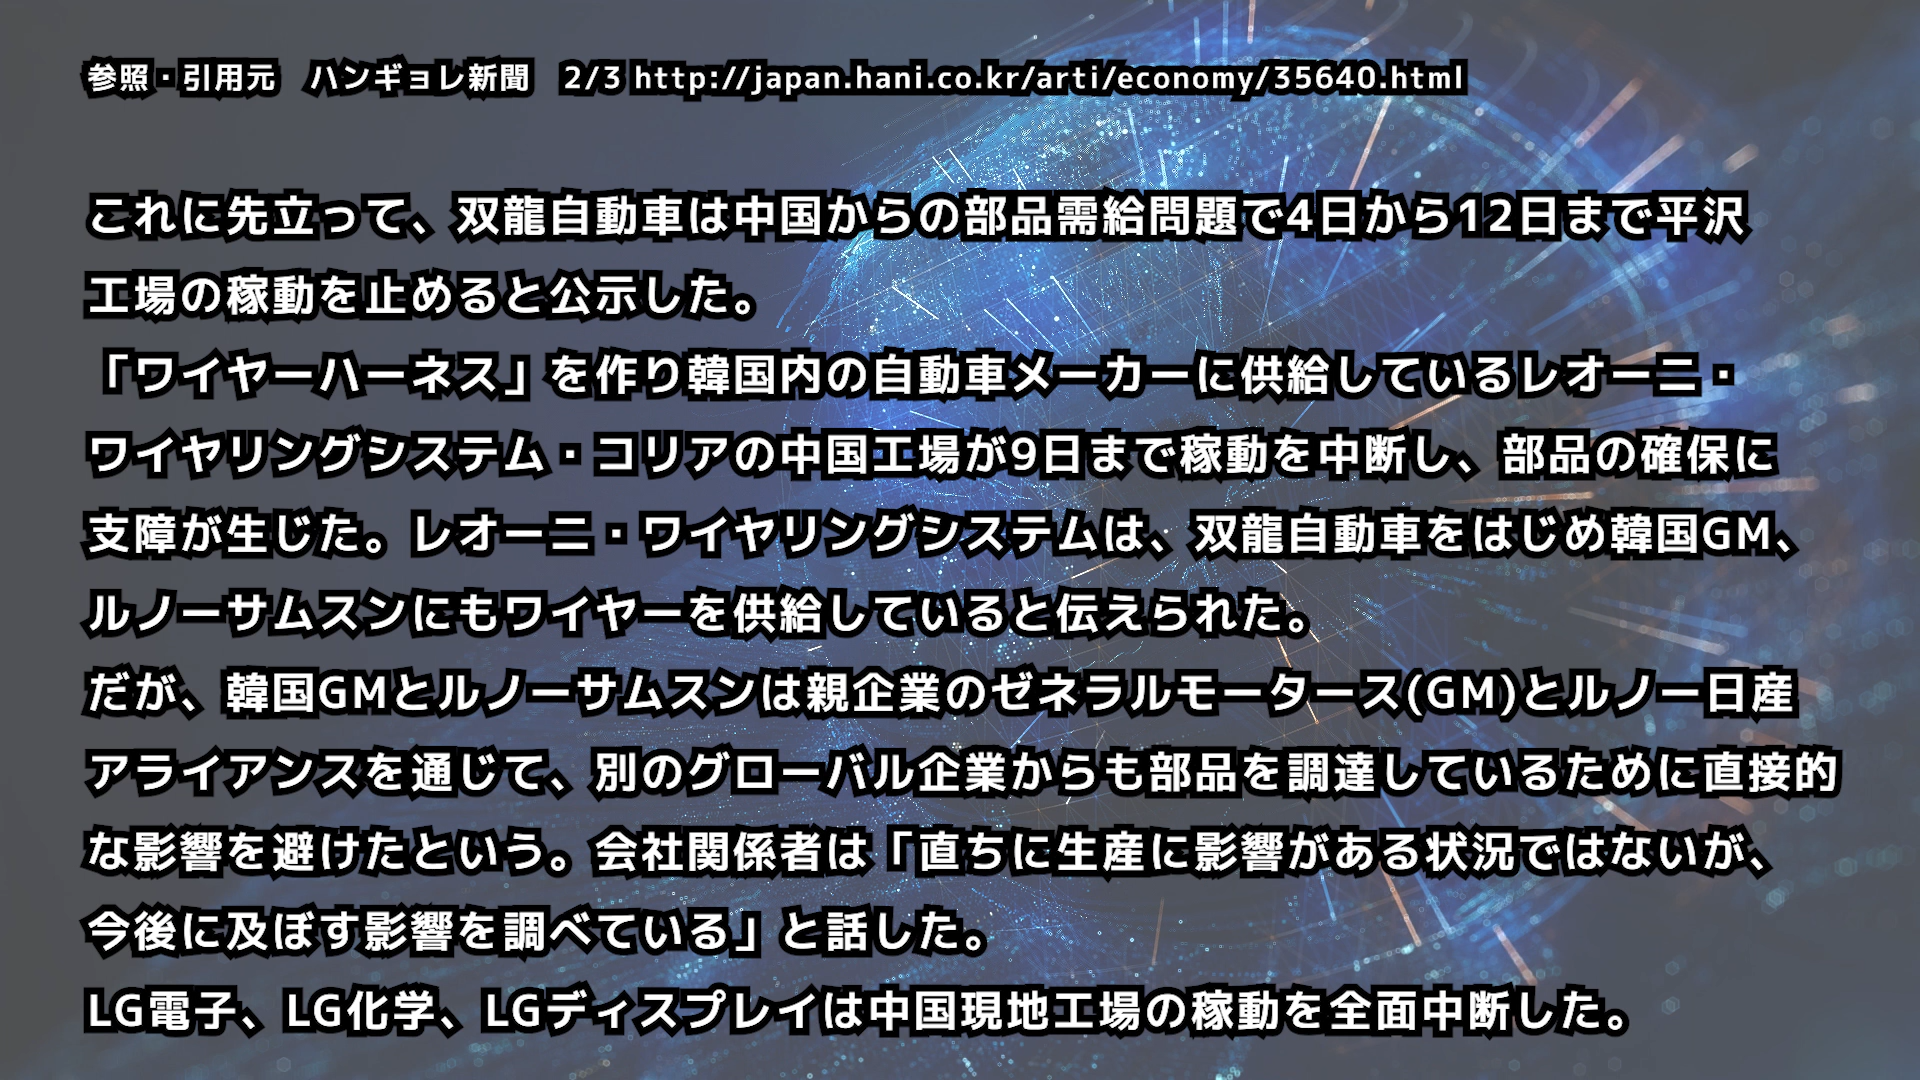 参照・引用元　ハンギョレ新聞　2/3 http://japan.hani.co.kr/arti/economy/35640.html
これに先立って、双龍自動車は中国からの部品需給問題で4日から12日まで平沢
工場の稼動を止めると公示した。
「ワイヤーハーネス」を作り韓国内の自動車メーカーに供給しているレオーニ・
ワイヤリングシステム・コリアの中国工場が9日まで稼動を中断し、部品の確保に
支障が生じた。レオーニ・ワイヤリングシステムは、双龍自動車をはじめ韓国GM、
ルノーサムスンにもワイヤーを供給していると伝えられた。
だが、韓国GMとルノーサムスンは親企業のゼネラルモータース(GM)とルノー日産
アライアンスを通じて、別のグローバル企業からも部品を調達しているために直接的
な影響を避けたという。会社関係者は「直ちに生産に影響がある状況ではないが、
今後に及ぼす影響を調べている」と話した。
LG電子、LG化学、LGディスプレイは中国現地工場の稼動を全面中断した。